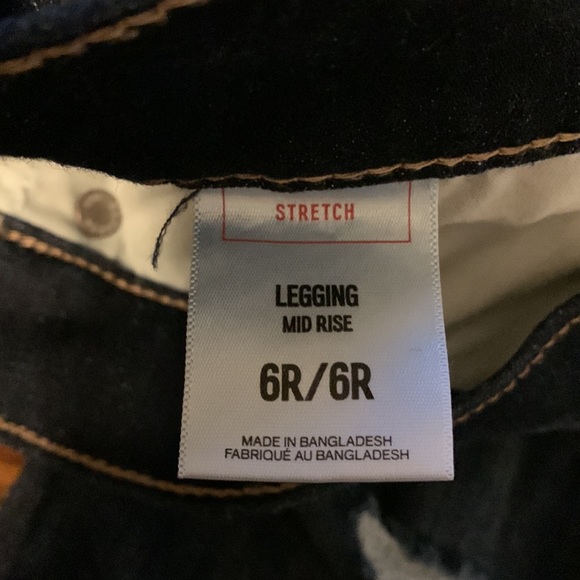 STRETCH
LEGGING
MID RISE
6R/6R
MADE IN BANGLADESH
FABRIQUÉ AU BANGLADESH